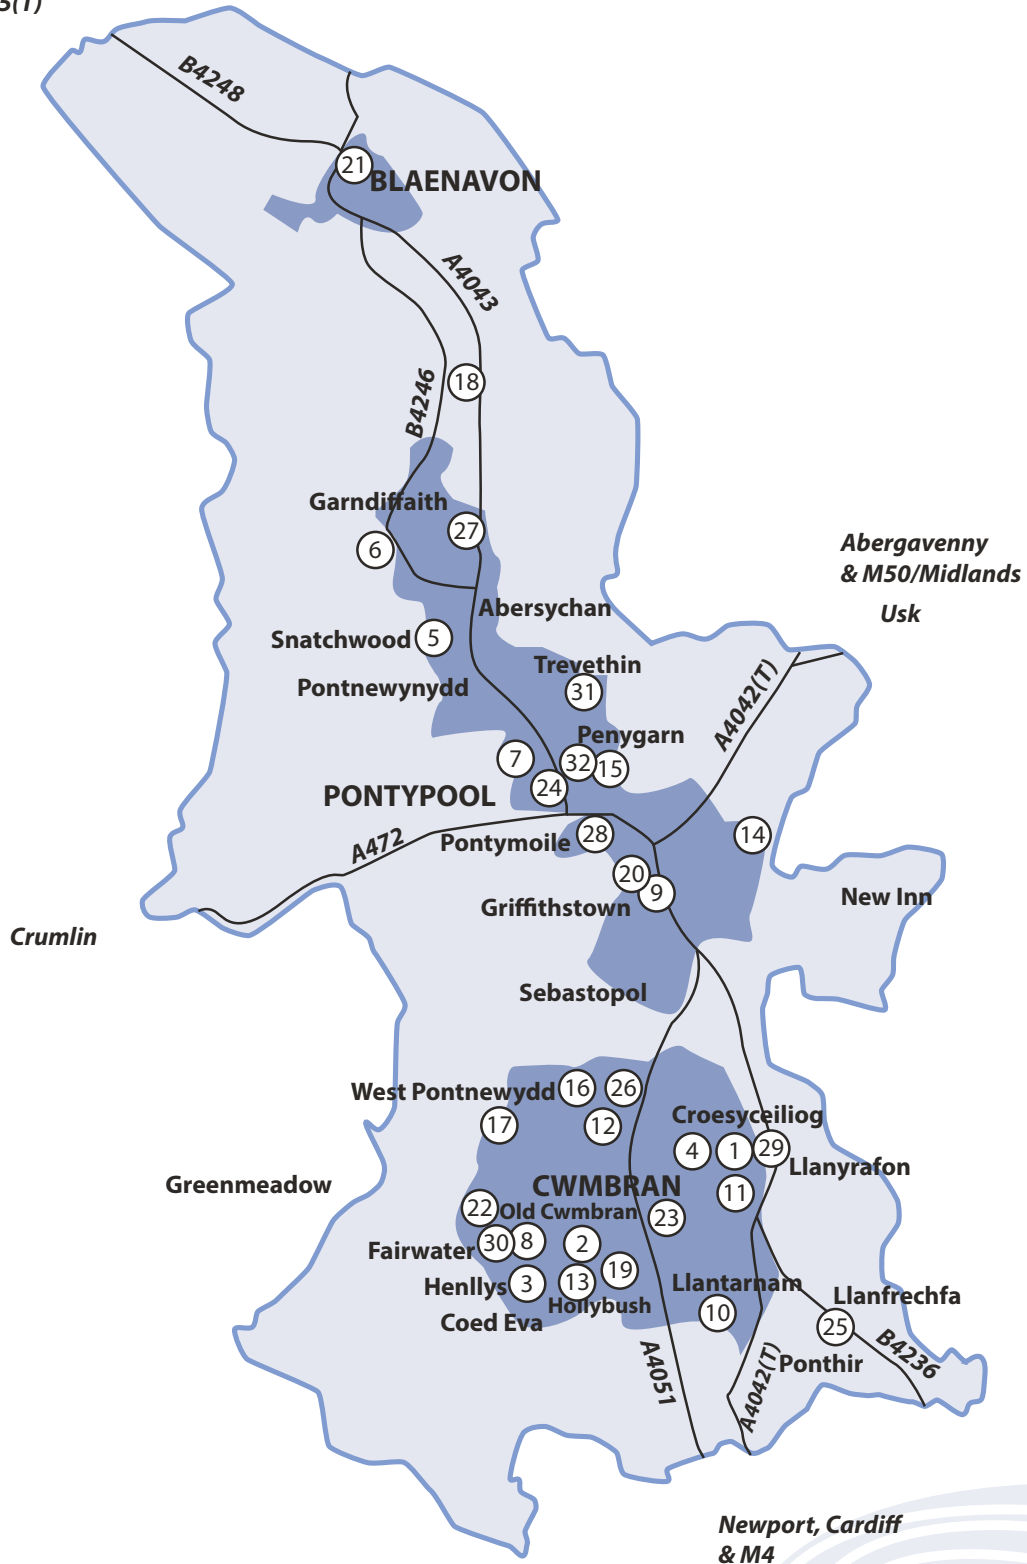 B4248
21
BLAENAVON
A4043
B4246
18
Garndiffaith
27
6
Abergavenny
& M50/Midlands
Usk
Abersychan
Snatchwood
5
Trevethin
Pontnewynydd
31
A4042(T)
Penygarn
7
32
15
24
PONTYPOOL
A472
Pontymoile
28
14
20
9
New Inn
Griffithstown
Crumlin
Sebastopol
West Pontnewydd
16
26
17
12
Croesyceiliog
4
1
29
Llanyrafon
Greenmeadow
CWMBRAN
11
22
Old Cwmbran
23
Fairwater
30
8
2
19
Henllys
3
13
Hollybush
Llantarnam
Coed Eva
10
Llanfrechfa
25
B4236
Ponthir
A4051
A4042(T)
Newport, Cardiff
& M4